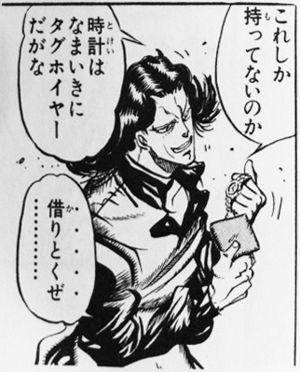 これしか
持ってないのか
時計は
なまいきに
タグホイヤー
だがな
借りとくぜ
…………